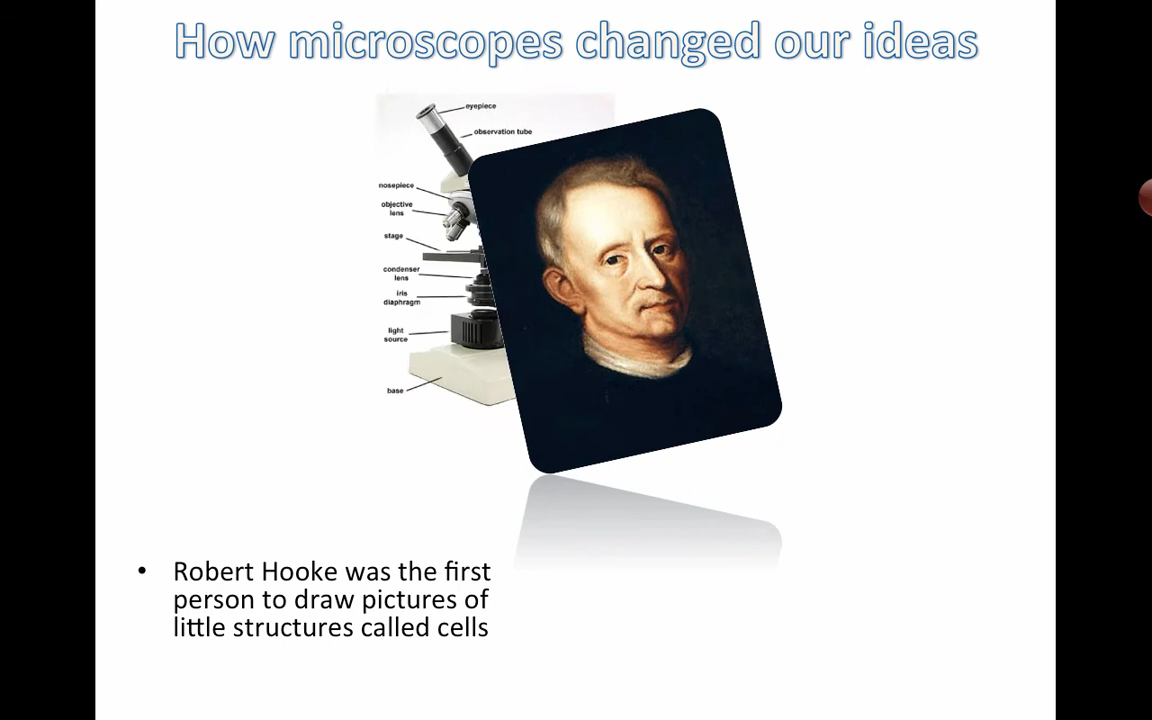 How microscopes changed our ideas
eyepiece
observation tube
nosepiece
objective
lens
stage
condenser
lens
iris
diaphragm
light
source
base
• Robert Hooke was the first
person to draw pictures of
little structures called cells